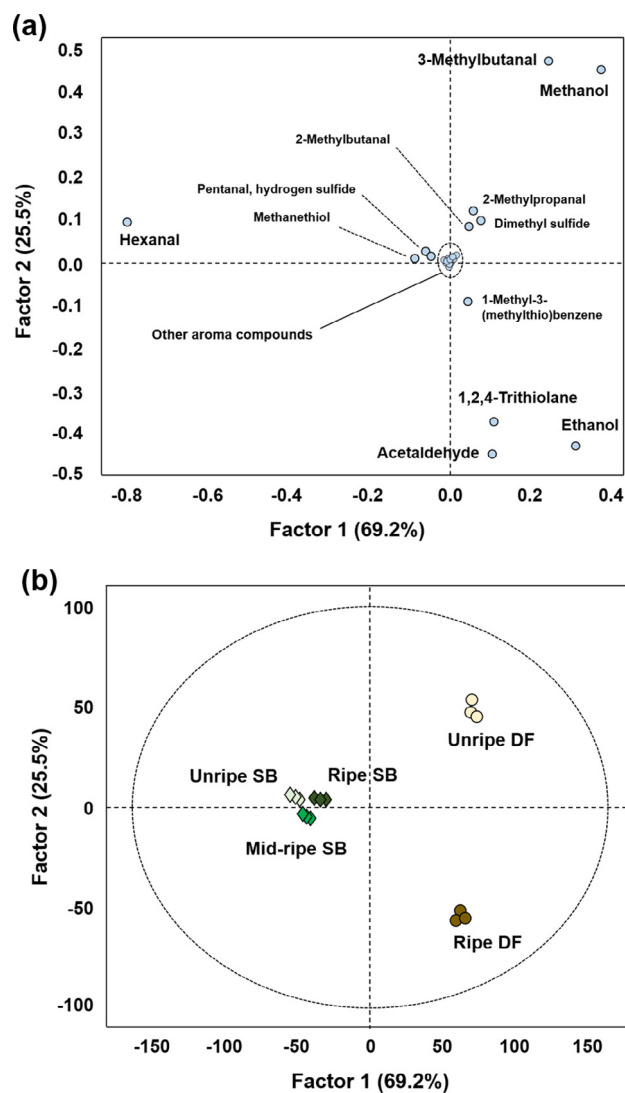 (a)
0.5
0.4
0.3
0.2
0.1
0.0
-0.1
-0.2
-0.3
-0.4
-0.5
Factor 2 (25.5%)
3-Methylbutanal
Methanol
2-Methylbutanal
Pentanal, hydrogen sulfide
2-Methylpropanal
Methanethiol
Dimethyl sulfide
Hexanal
1-Methyl-3-
(methylthio)benzene
Other aroma compounds
1,2,4-Trithiolane
Ethanol
Acetaldehyde
-0.8 -0.6 -0.4 -0.2 0.0 0.2 0.4
Factor 1 (69.2%)
(b)
100
50
0
-50
-100
Factor 2 (25.5%)
Unripe DF
Unripe SB
Ripe SB
Mid-ripe SB
Ripe DF
-150 -100 -50 0 50 100 150
Factor 1 (69.2%)